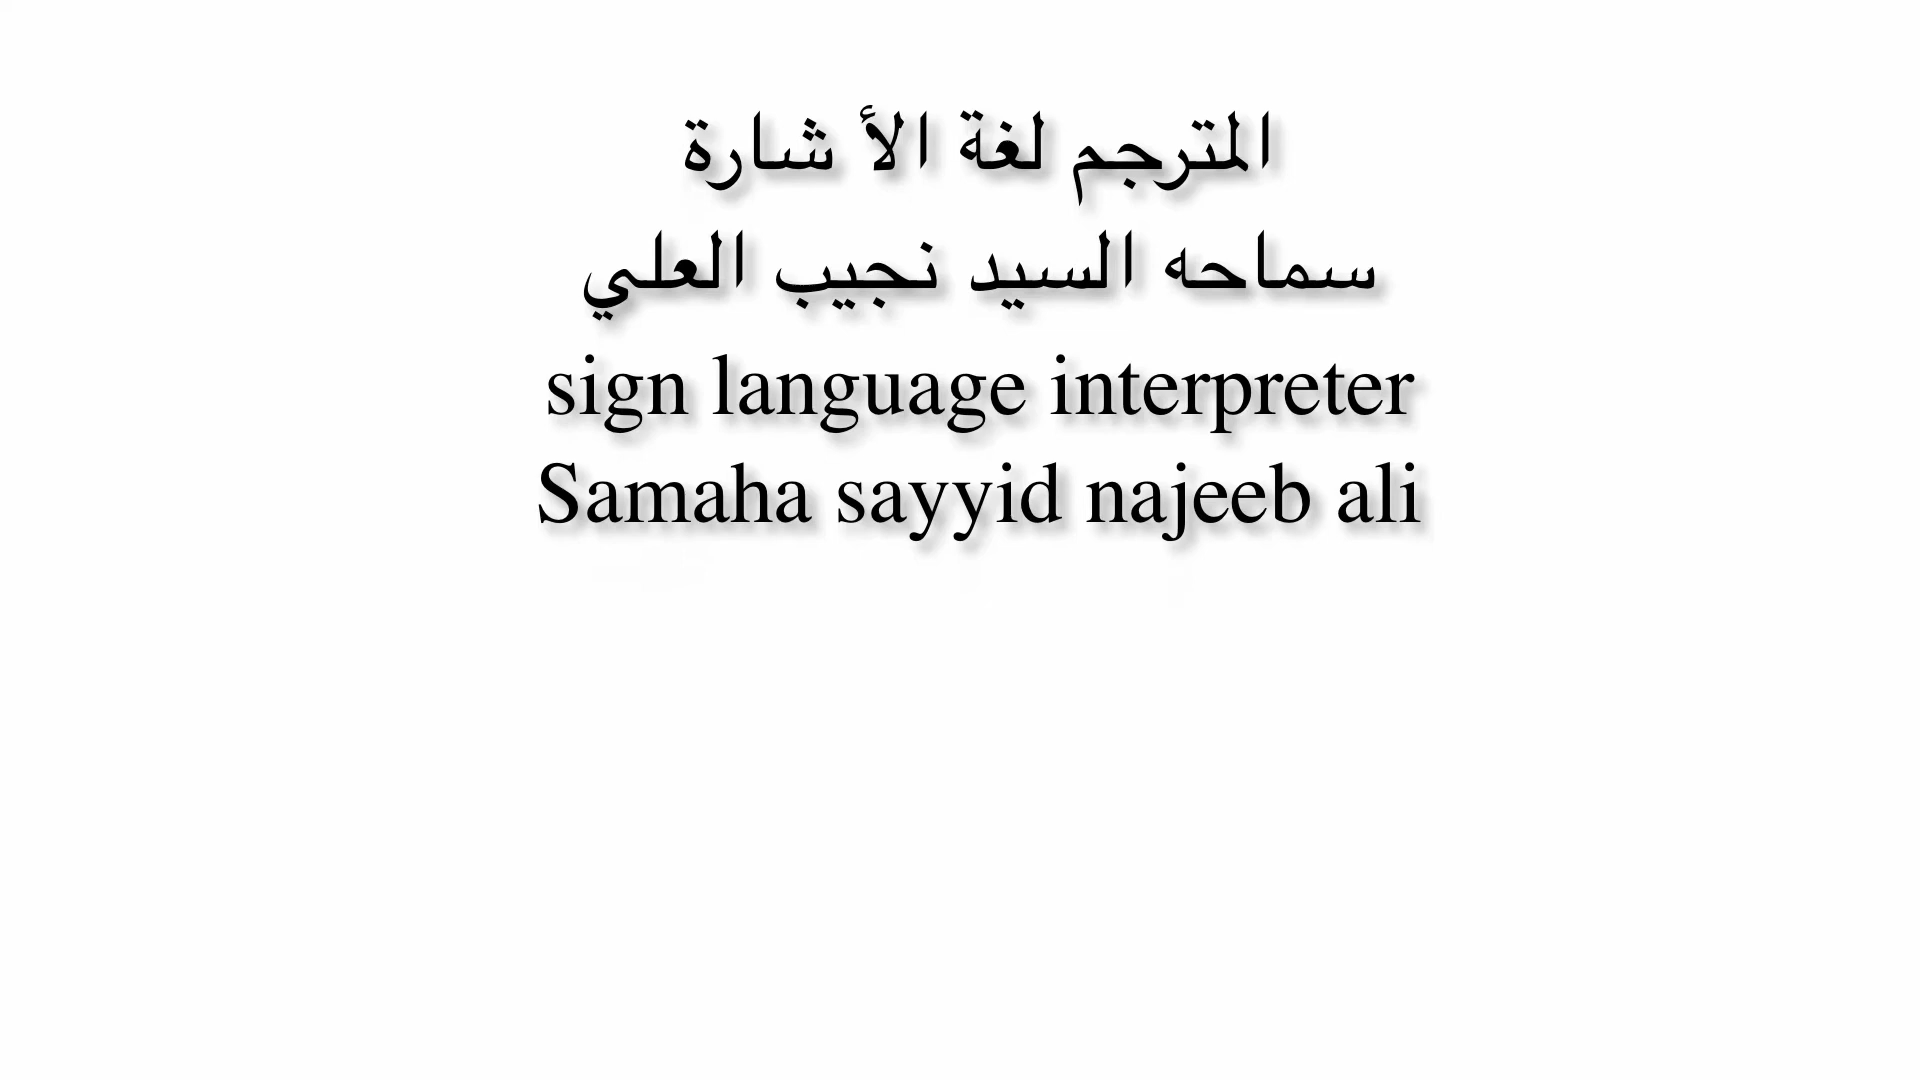 المترجم لغة الأ شارة
سماحه السيد نجيب العلي
sign language interpreter
Samaha sayyid najeeb ali